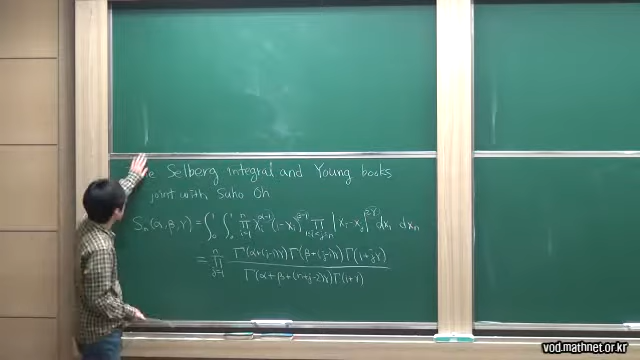 e Selberg integral and Young books
joint with Suho Oh
S_n(α, β, γ) = ∫_0^1 ∫_0^1 ∏_{i=1}^n x_i^{α-1} (1-x_i)^{β-1} ∏_{1≤i<j≤n} |x_i-x_j|^{2γ} dx_1 dx_n
= ∏_{j=1}^n Γ(α+(j-1)γ)Γ(β+(j-1)γ)Γ(1+jγ) / Γ(α+β+(n+j-2)γ)Γ(1+γ)
vod.mathnet.or.kr